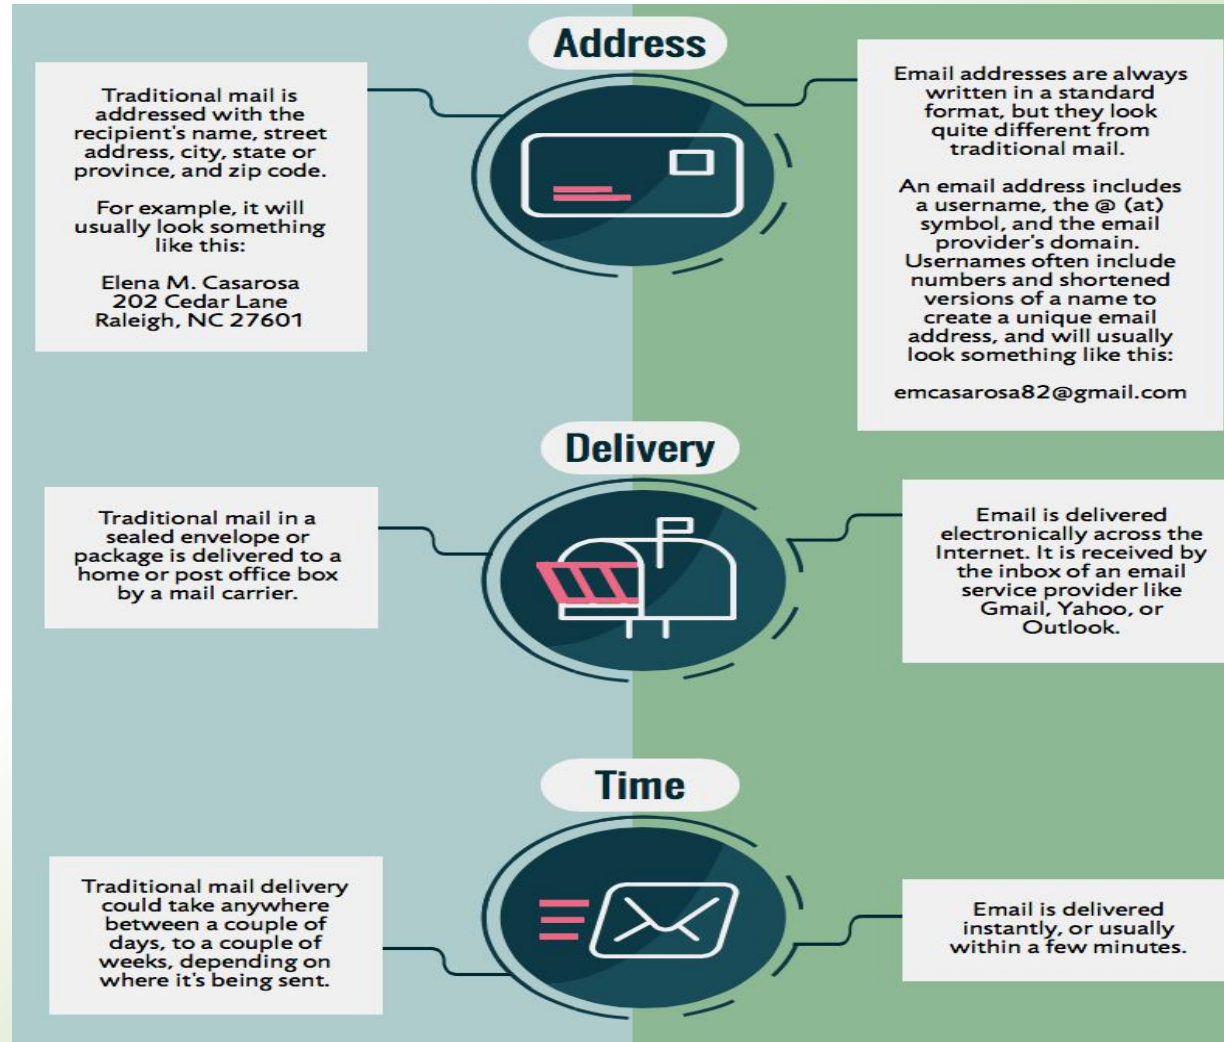 Address
Traditional mail is
addressed with the
recipient's name, street
address, city, state or
province, and zip code.
For example, it will
usually look something
like this:
Elena M. Casarosa
202 Cedar Lane
Raleigh, NC 27601
Email addresses are always
written in a standard
format, but they look
quite different from
traditional mail.
An email address includes
a username, the @ (at)
symbol, and the email
provider's domain.
Usernames often include
numbers and shortened
versions of a name to
create a unique email
address, and will usually
look something like this:
emcasarosa82@gmail.com
Delivery
Traditional mail in a
sealed envelope or
package is delivered to a
home or post office box
by a mail carrier.
Email is delivered
electronically across the
Internet. It is received by
the inbox of an email
service provider like
Gmail, Yahoo, or
Outlook.
Time
Traditional mail delivery
could take anywhere
between a couple of
days, to a couple of
weeks, depending on
where it's being sent.
Email is delivered
instantly, or usually
within a few minutes.